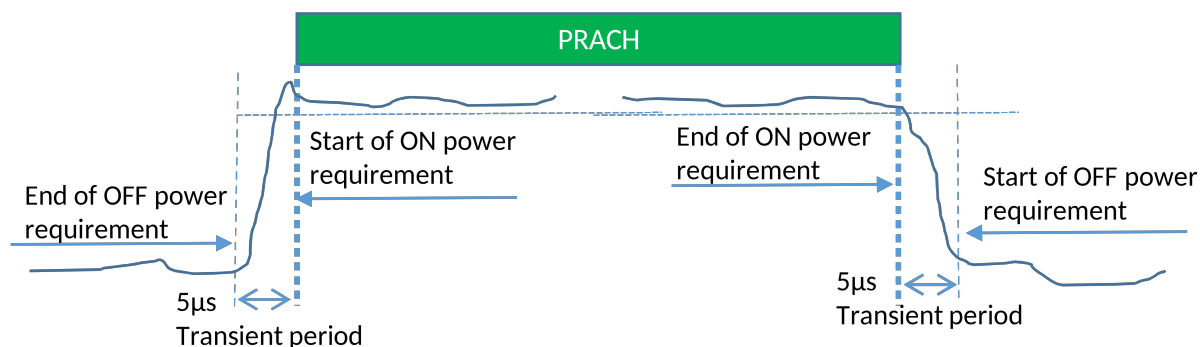 PRACH
Start of ON power
requirement
End of ON power
requirement
End of OFF power
requirement
Start of OFF power
requirement
5µs
Transient period
5µs
Transient period